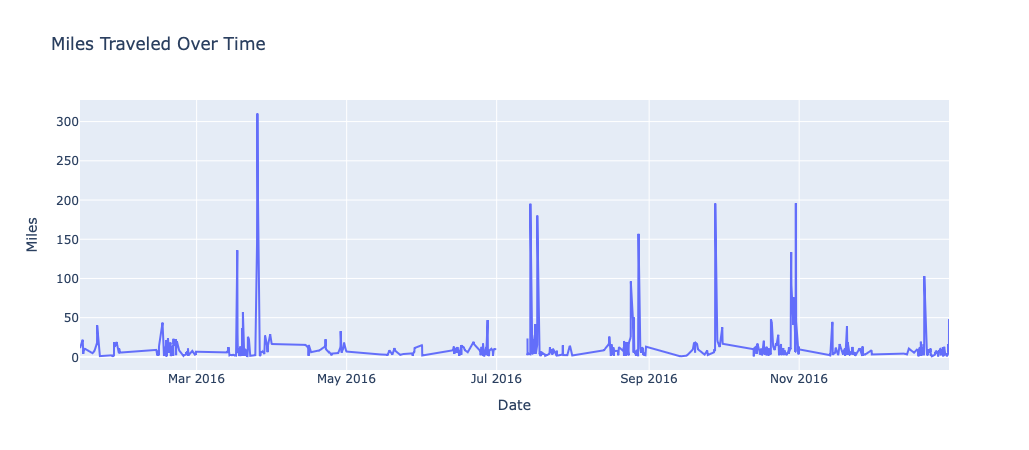 Miles Traveled Over Time
300
250
200
150
100
50
0
Miles
Mar 2016
May 2016
Jul 2016
Sep 2016
Nov 2016
Date